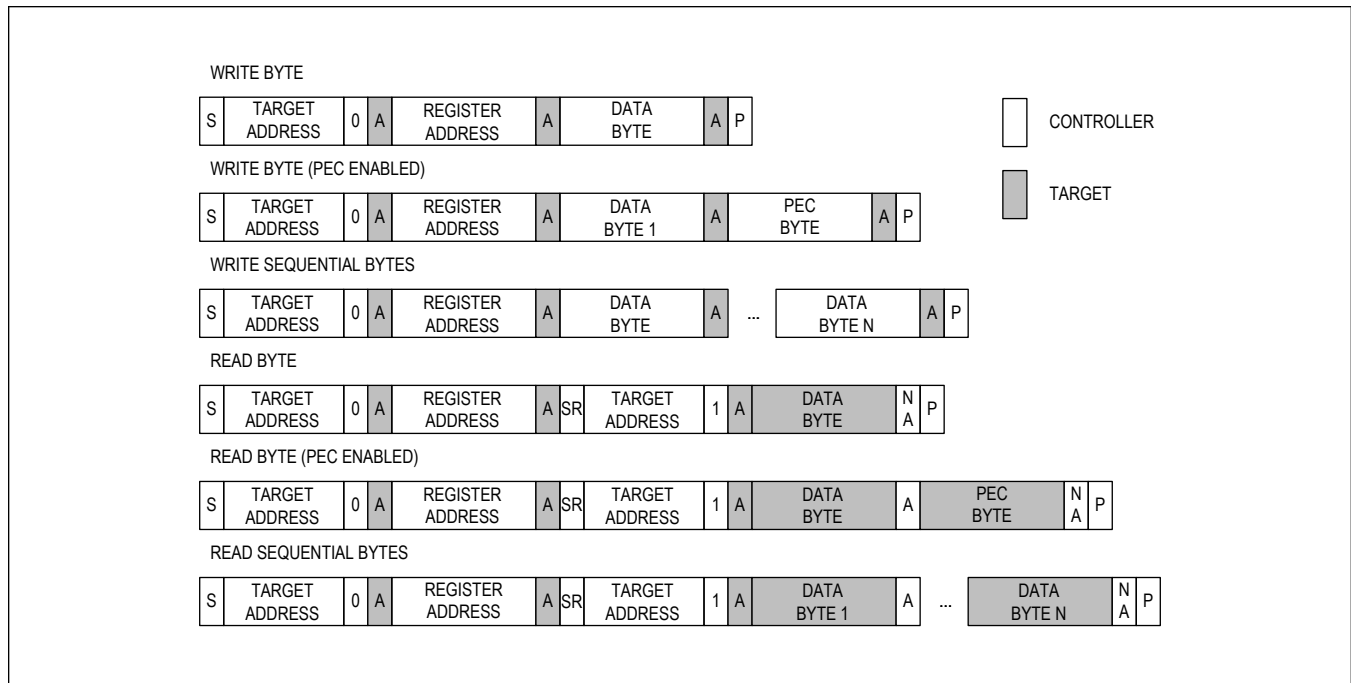 WRITE BYTE
S TARGET ADDRESS 0 A REGISTER ADDRESS A DATA BYTE A P
CONTROLLER
WRITE BYTE (PEC ENABLED)
S TARGET ADDRESS 0 A REGISTER ADDRESS A DATA BYTE 1 A PEC BYTE A P
TARGET
WRITE SEQUENTIAL BYTES
S TARGET ADDRESS 0 A REGISTER ADDRESS A DATA BYTE A ... DATA BYTE N A P
READ BYTE
S TARGET ADDRESS 0 A REGISTER ADDRESS A SR TARGET ADDRESS 1 A DATA BYTE NA P
READ BYTE (PEC ENABLED)
S TARGET ADDRESS 0 A REGISTER ADDRESS A SR TARGET ADDRESS 1 A DATA BYTE A PEC BYTE NA P
READ SEQUENTIAL BYTES
S TARGET ADDRESS 0 A REGISTER ADDRESS A SR TARGET ADDRESS 1 A DATA BYTE 1 A ... DATA BYTE N NA P